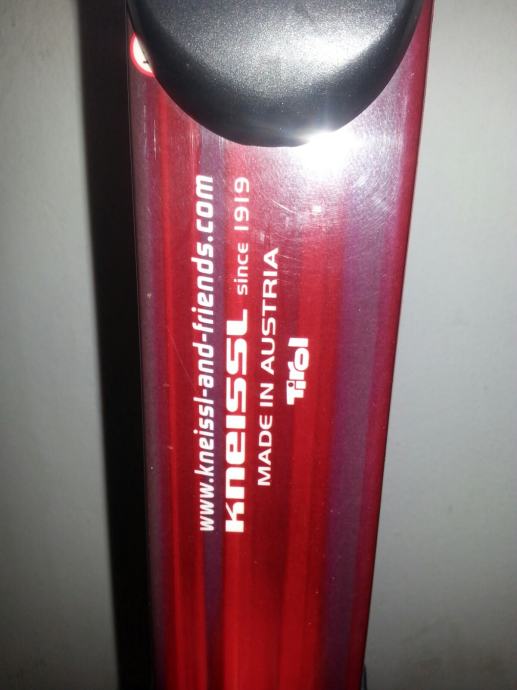 www.kneissl-and-friends.com
KNEISSL since 1919
MADE IN AUSTRIA
Tirol